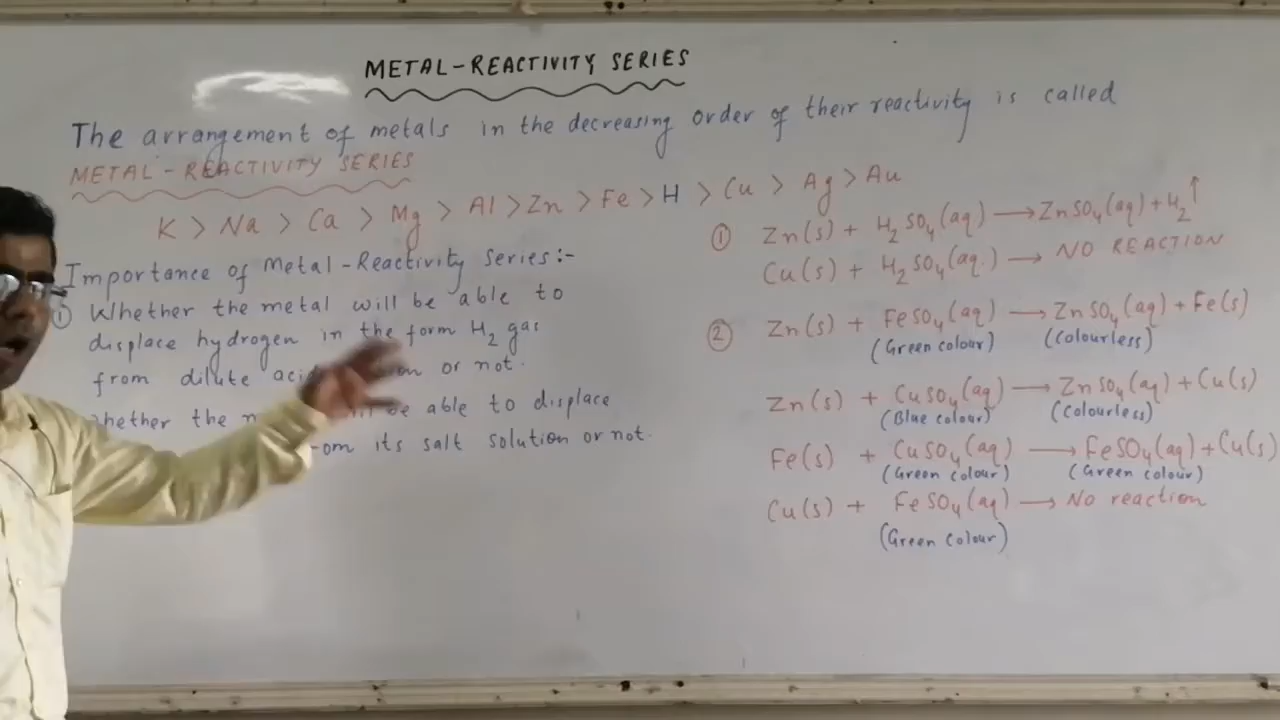 METAL-REACTIVITY SERIES
The arrangement of metals in the decreasing order of their reactivity is called
METAL-REACTIVITY SERIES
K > Na > Ca > Mg > Al > Zn > Fe > H > Cu > Ag > Au
Importance of Metal-Reactivity Series:-
① Whether the metal will be able to
displace hydrogen in the form H₂ gas
from dilute or not.
the be able to displace
its salt solution or not.
① Zn(s) + H₂SO₄(aq) → ZnSO₄(aq) + H₂↑
Cu(s) + H₂SO₄(aq.) → NO REACTION
② Zn(s) + FeSO₄(aq) → ZnSO₄(aq) + Fe(s)
(Green colour) (Colourless)
Zn(s) + CuSO₄(aq) → ZnSO₄(aq) + Cu(s)
(Blue colour) (Colourless)
Fe(s) + CuSO₄(aq) → FeSO₄(aq) + Cu(s)
(Green colour) (Green colour)
Cu(s) + FeSO₄(aq) → No reaction
(Green colour)